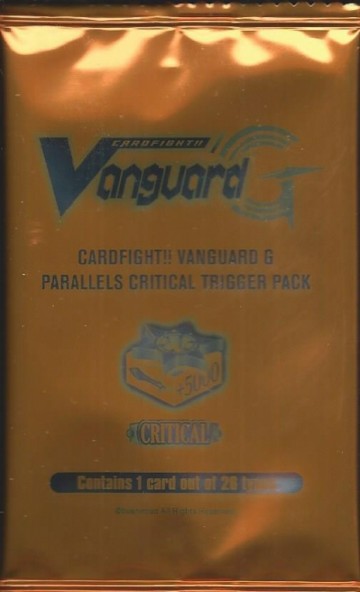 CARDFIGHT!!
Vanguard G
CARDFIGHT!! VANGUARD G
PARALLELS CRITICAL TRIGGER PACK
+5000
CRITICAL
Contains 1 card out of 20 types